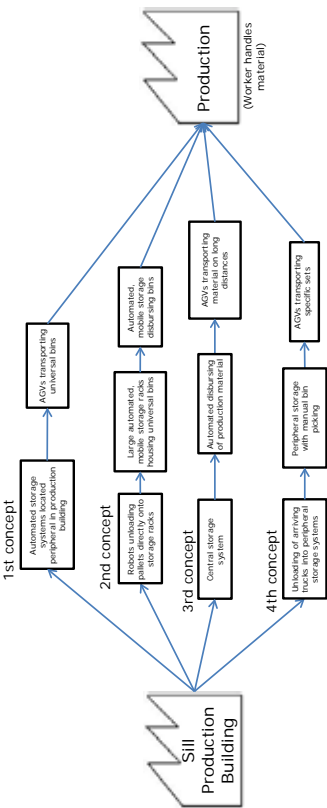 Sill
Production
Building
1st concept
Automated storage
systems located
peripheral in production
building
AGVs transporting
universal bins
2nd concept
Robots unloading
pallets directly onto
storage racks
Large automated,
mobile storage racks
housing universal bins
Automated,
mobile storage
disbursing bins
3rd concept
Central storage
system
Automated disbursing
of production material
AGVs transporting
material on long
distances
4th concept
Unloading of arriving
trucks into peripheral
storage systems
Peripheral storage
with manual bin
picking
AGVs transporting
specific sets
Production
(Worker handles
material)